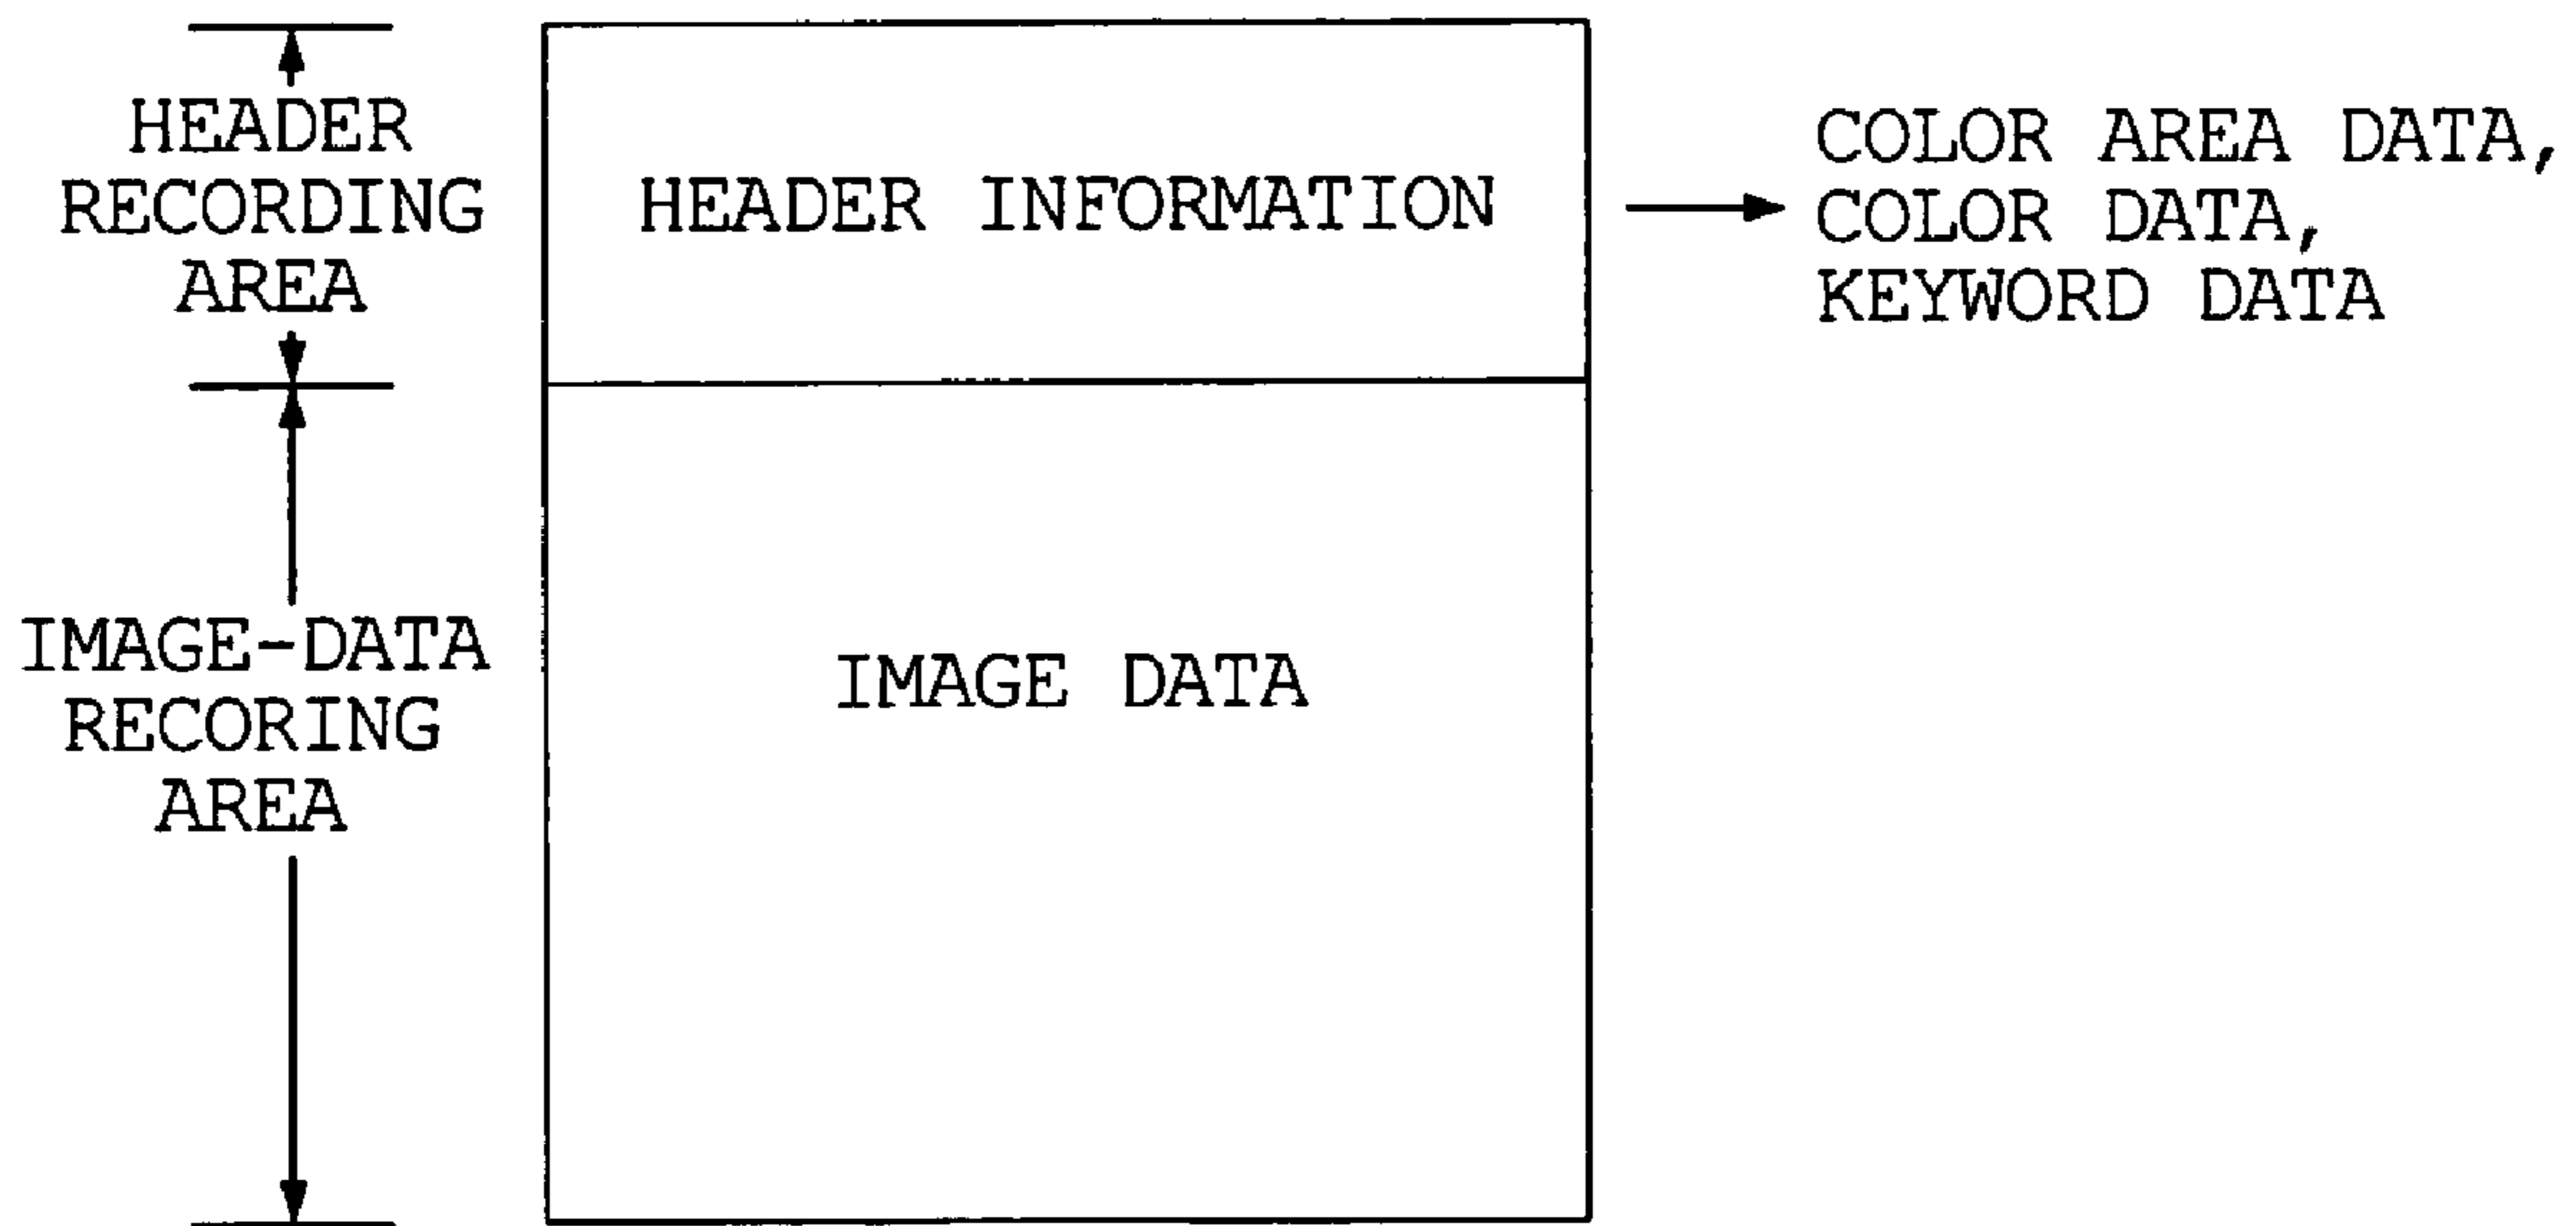 HEADER
RECORDING
AREA
HEADER INFORMATION
COLOR AREA DATA,
COLOR DATA,
KEYWORD DATA
IMAGE-DATA
RECORING
AREA
IMAGE DATA